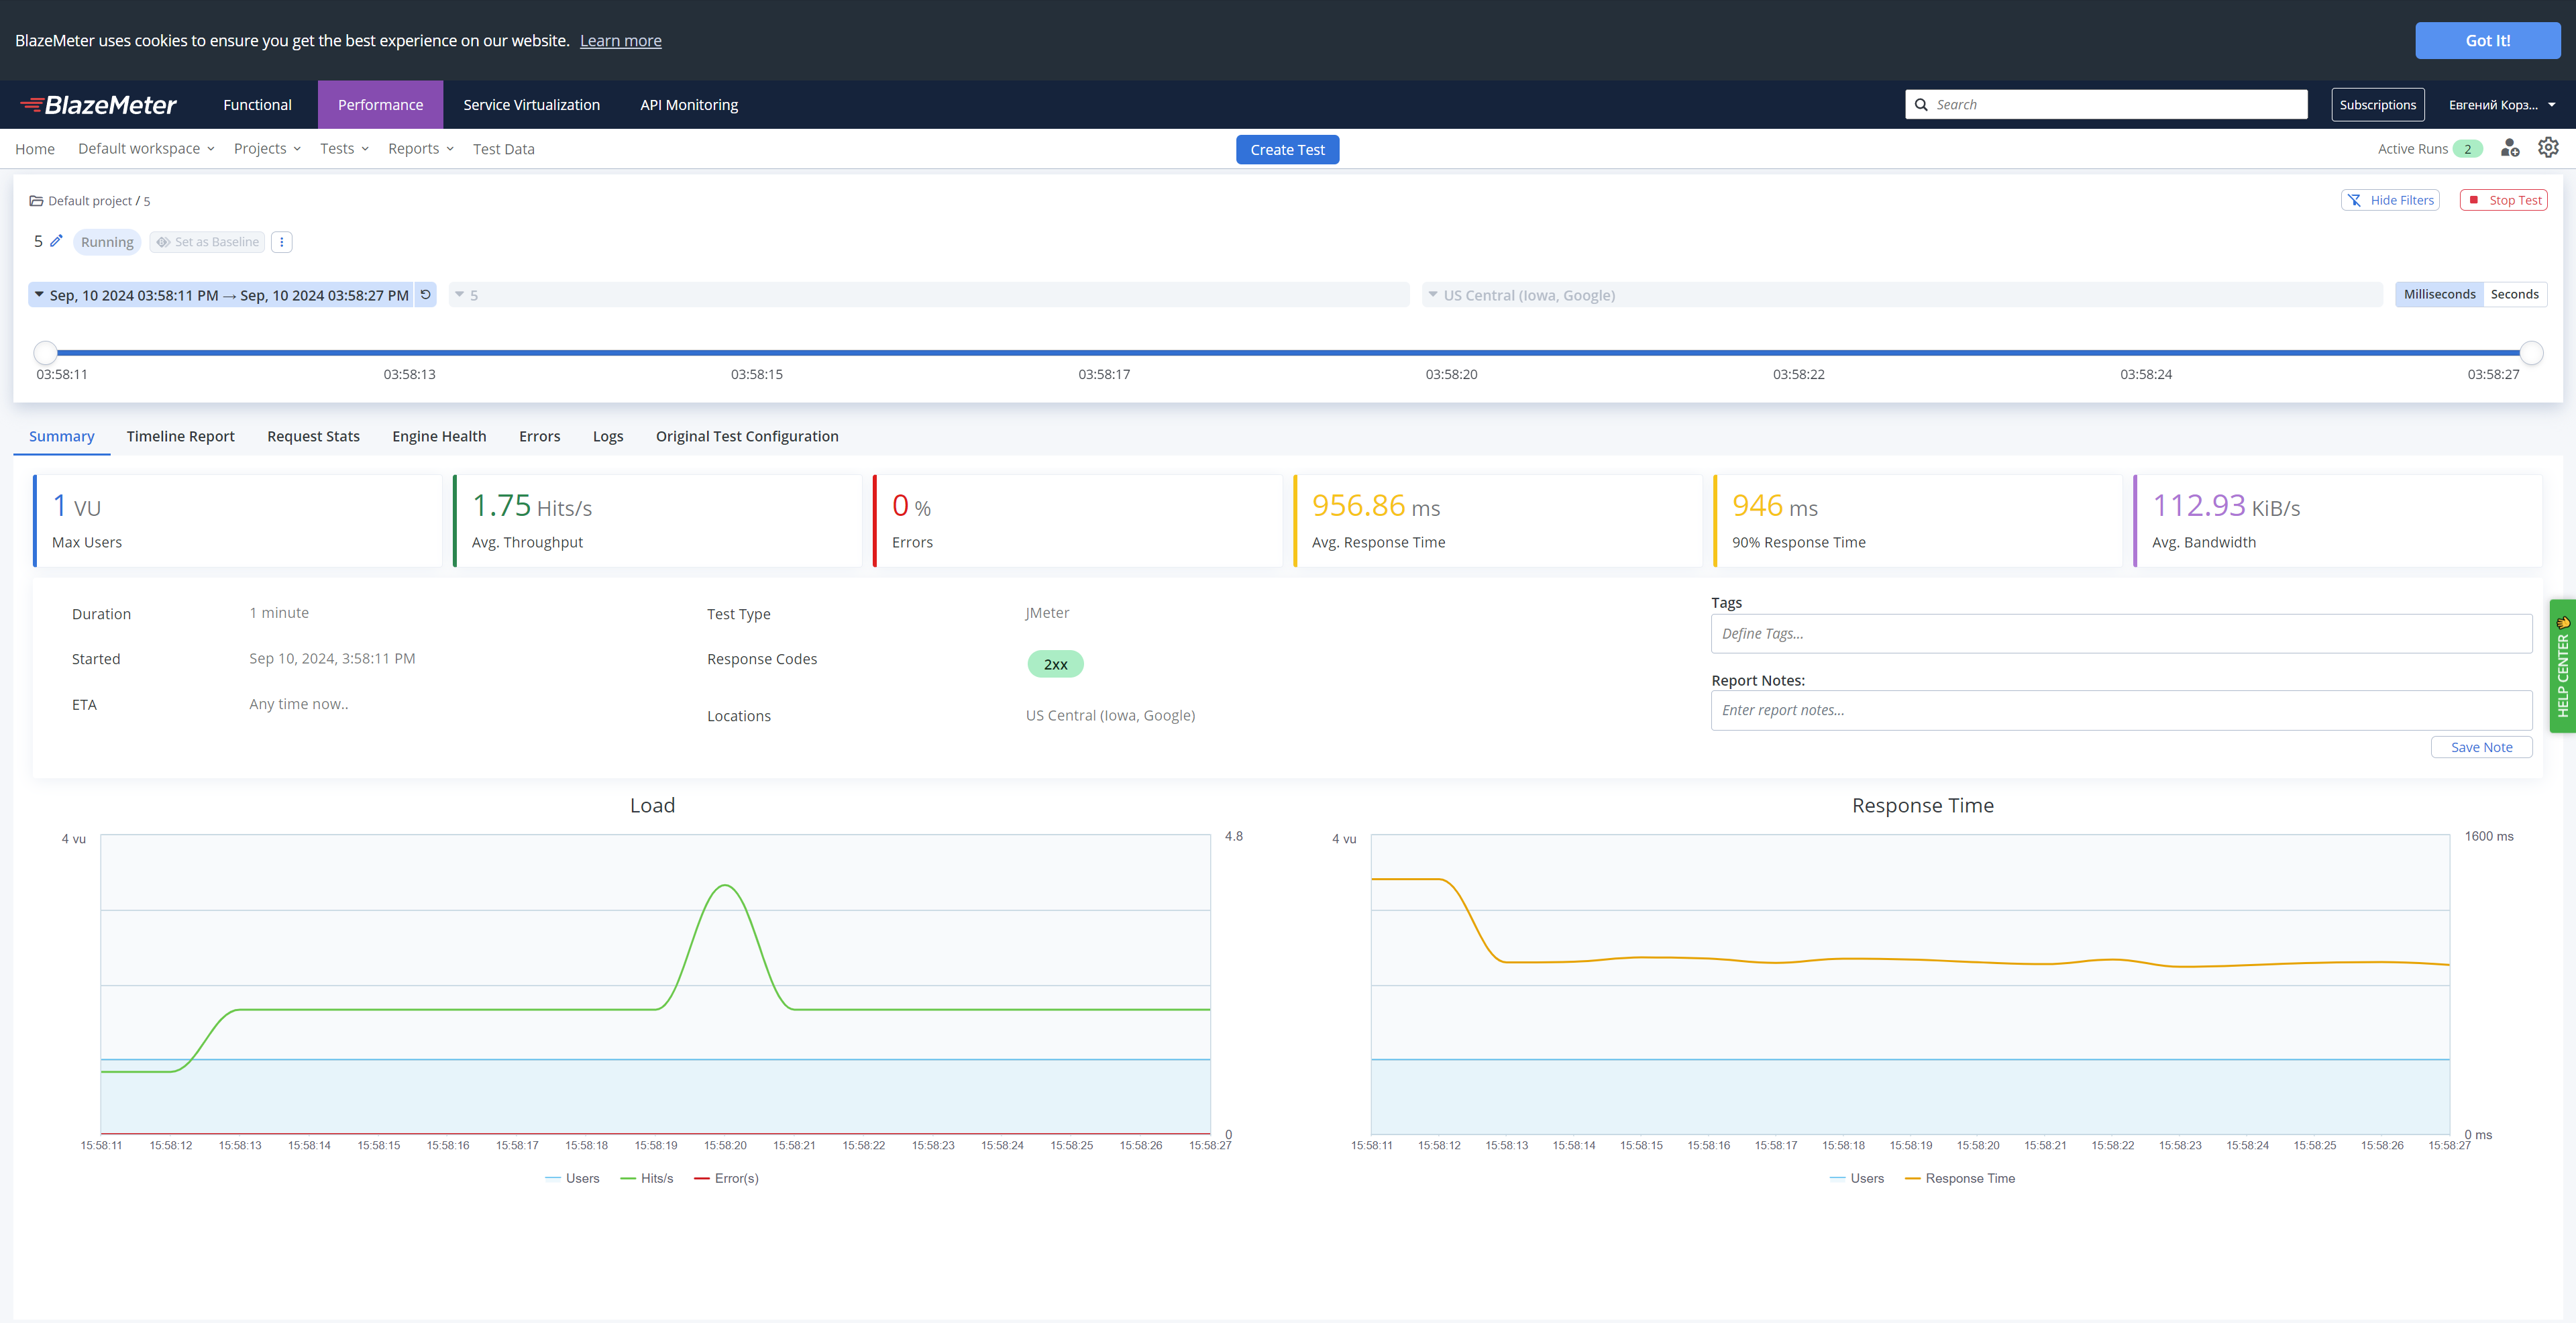 BlazeMeter uses cookies to ensure you get the best experience on our website. Learn more
Got It!
BlazeMeter
Functional
Performance
Service Virtualization
API Monitoring
Search
Subscriptions
Евгений Корз...
Home
Default workspace
Projects
Tests
Reports
Test Data
Create Test
Active Runs 2
Default project / 5
Hide Filters
Stop Test
5
Running
Set as Baseline
Sep, 10 2024 03:58:11 PM → Sep, 10 2024 03:58:27 PM
5
US Central (Iowa, Google)
Milliseconds
Seconds
03:58:11
03:58:13
03:58:15
03:58:17
03:58:20
03:58:22
03:58:24
03:58:27
Summary
Timeline Report
Request Stats
Engine Health
Errors
Logs
Original Test Configuration
1 VU
Max Users
1.75 Hits/s
Avg. Throughput
0 %
Errors
956.86 ms
Avg. Response Time
946 ms
90% Response Time
112.93 KiB/s
Avg. Bandwidth
Duration
1 minute
Started
Sep 10, 2024, 3:58:11 PM
ETA
Any time now..
Test Type
JMeter
Response Codes
2xx
Locations
US Central (Iowa, Google)
Tags
Define Tags...
Report Notes:
Enter report notes...
Save Note
HELP CENTER
Load
4 vu
4.8
0
15:58:11
15:58:12
15:58:13
15:58:14
15:58:15
15:58:16
15:58:17
15:58:18
15:58:19
15:58:20
15:58:21
15:58:22
15:58:23
15:58:24
15:58:25
15:58:26
15:58:27
Users
Hits/s
Error(s)
Response Time
4 vu
1600 ms
0 ms
15:58:11
15:58:12
15:58:13
15:58:14
15:58:15
15:58:16
15:58:17
15:58:18
15:58:19
15:58:20
15:58:21
15:58:22
15:58:23
15:58:24
15:58:25
15:58:26
15:58:27
Users
Response Time